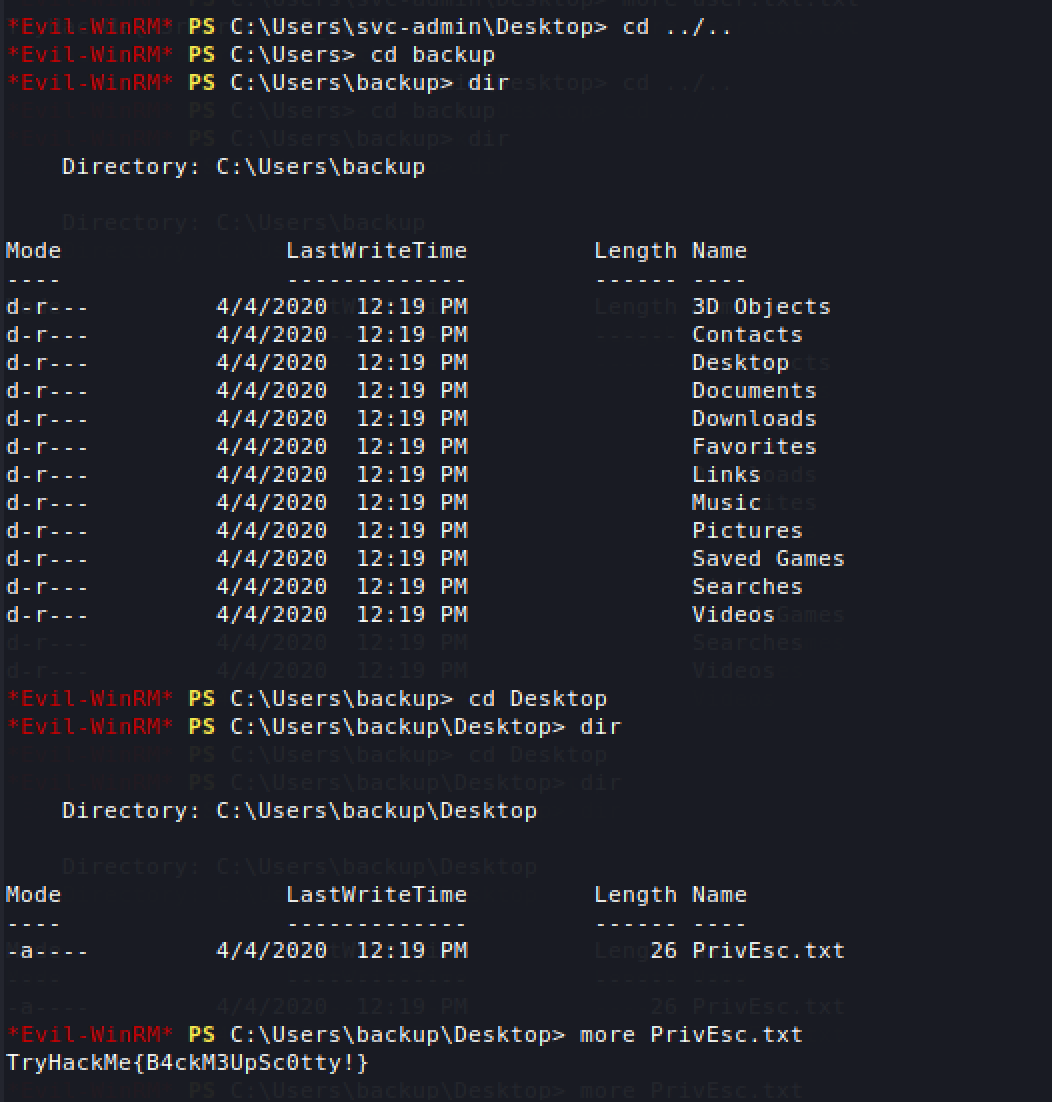 *Evil-WinRM* PS C:\Users\svc-admin\Desktop> cd ../..
*Evil-WinRM* PS C:\Users> cd backup
*Evil-WinRM* PS C:\Users\backup> dir
    Directory: C:\Users\backup
Mode                LastWriteTime         Length Name
----                -------------         ------ ----
d-r---         4/4/2020  12:19 PM                3D Objects
d-r---         4/4/2020  12:19 PM                Contacts
d-r---         4/4/2020  12:19 PM                Desktop
d-r---         4/4/2020  12:19 PM                Documents
d-r---         4/4/2020  12:19 PM                Downloads
d-r---         4/4/2020  12:19 PM                Favorites
d-r---         4/4/2020  12:19 PM                Links
d-r---         4/4/2020  12:19 PM                Music
d-r---         4/4/2020  12:19 PM                Pictures
d-r---         4/4/2020  12:19 PM                Saved Games
d-r---         4/4/2020  12:19 PM                Searches
d-r---         4/4/2020  12:19 PM                Videos
*Evil-WinRM* PS C:\Users\backup> cd Desktop
*Evil-WinRM* PS C:\Users\backup\Desktop> dir
    Directory: C:\Users\backup\Desktop
Mode                LastWriteTime         Length Name
----                -------------         ------ ----
-a----         4/4/2020  12:19 PM             26 PrivEsc.txt
*Evil-WinRM* PS C:\Users\backup\Desktop> more PrivEsc.txt
TryHackMe{B4ckM3UpSc0tty!}